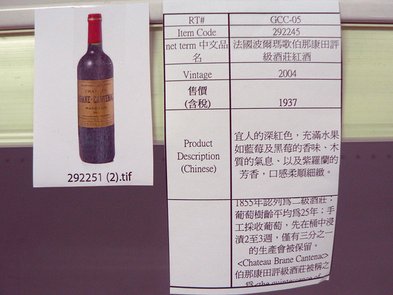 CHATEAU
BRANE-CANTENAC
292251 (2).tif
RT# GCC-05
Item Code 292245
net term 中文品名 法國波爾瑪歌伯那康田評級酒莊紅酒
Vintage 2004
售價
(含稅) 1937
Product
Description
(Chinese)
宜人的深紅色，充滿水果
如藍莓及黑莓的香味、木
質的氣息、以及紫羅蘭的
芳香，口感柔順細緻。
1855年認列爲二級酒莊；
葡萄樹齡平均爲25年；手
工採收葡萄，先在桶中浸
漬2至3週，僅有三分之一
的生產會被保留。
<Chateau Brane Cantenac>
伯那康田評級酒莊被稱之